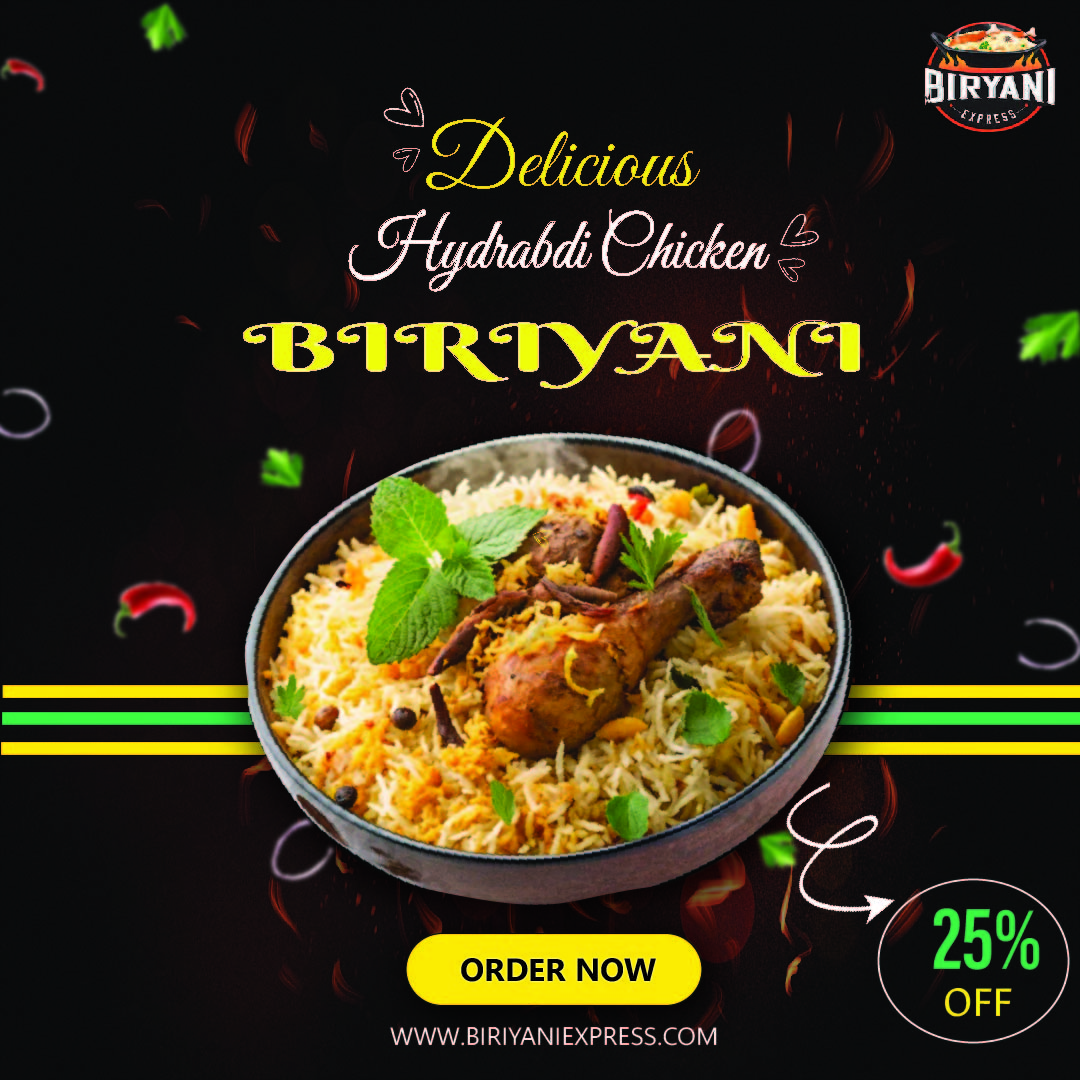 BIRYANI
EXPRESS
Delicious
Hydrabdi Chicken
BIRIYANI
25%
OFF
ORDER NOW
WWW.BIRIYANIEXPRESS.COM